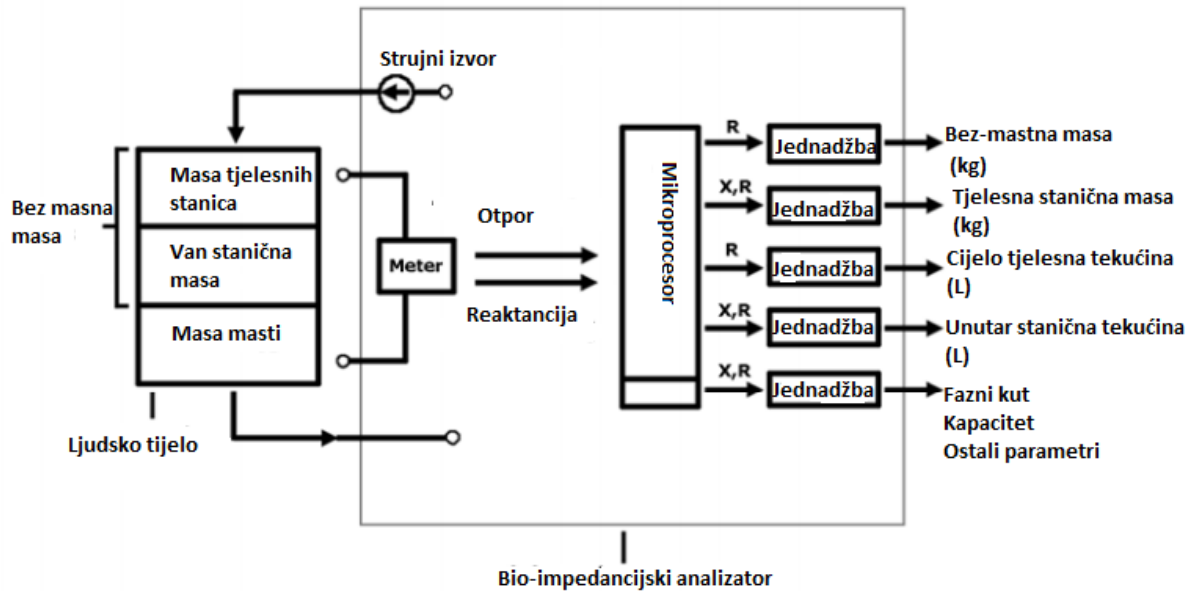 Strujni izvor
Bez masna
masa
Masa tjelesnih
stanica
Van stanična
masa
Masa masti
Ljudsko tijelo
Meter
Otpor
Reaktancija
Mikroprocesor
R
Jednadžba
Bez-mastna masa
(kg)
X,R
Jednadžba
Tjelesna stanična masa
(kg)
R
Jednadžba
Cijelo tjelesna tekućina
(L)
X,R
Jednadžba
Unutar stanična tekućina
(L)
X,R
Jednadžba
Fazni kut
Kapacitet
Ostali parametri
Bio-impedancijski analizator